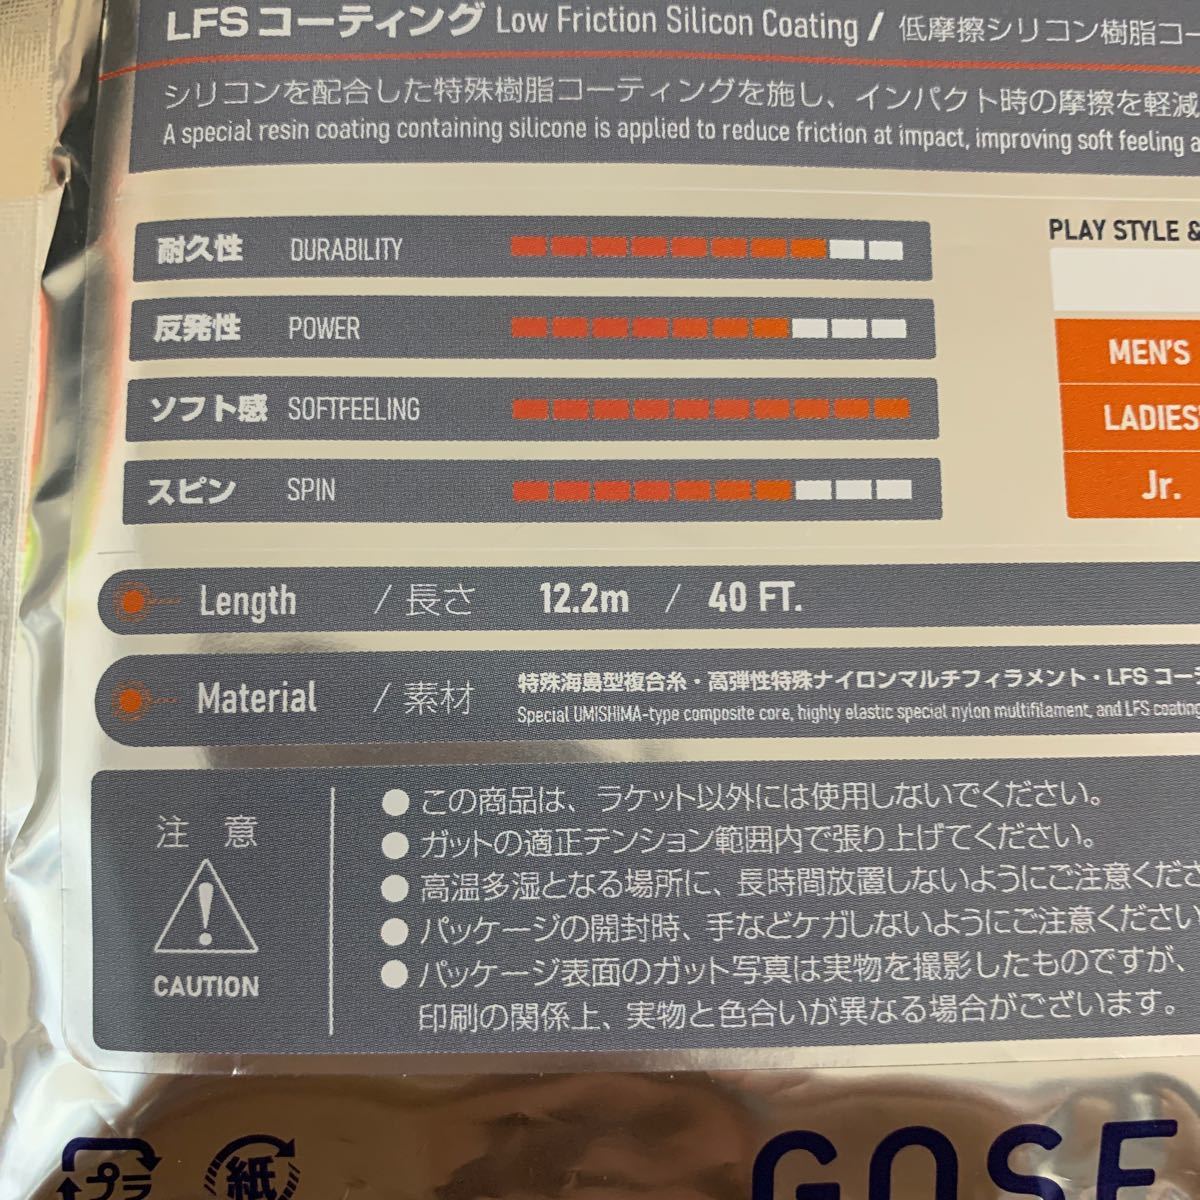 LFS コーティング Low Friction Silicon Coating / 低摩擦シリコン樹脂コー
シリコンを配合した特殊樹脂コーティングを施し、インパクト時の摩擦を軽減
A special resin coating containing silicone is applied to reduce friction at impact, improving soft feeling a
耐久性 DURABILITY
反発性 POWER
ソフト感 SOFTFEELING
スピン SPIN
PLAY STYLE &
MEN'S
LADIES
Jr.
Length / 長さ 12.2m / 40 FT.
Material / 素材 特殊海島型複合糸・高弾性特殊ナイロンマルチフィラメント・LFS コーテ
Special UMISHIMA-type composite core, highly elastic special nylon multifilament, and LFS coating
注 意
CAUTION
●この商品は、ラケット以外には使用しないでください。
●ガットの適正テンション範囲内で張り上げてください。
●高温多湿となる場所に、長時間放置しないようにご注意くださ
●パッケージの開封時、手などケガしないようにご注意ください
●パッケージ表面のガット写真は実物を撮影したものですが、
印刷の関係上、実物と色合いが異なる場合がございます。
プラ
紙
GOSE